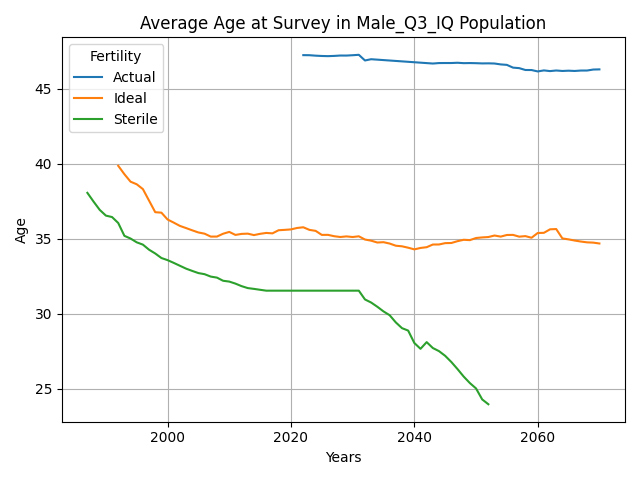 Average Age at Survey in Male_Q3_IQ Population
Fertility
Actual
Ideal
Sterile
Age
45
40
35
30
25
2000
2020
2040
2060
Years